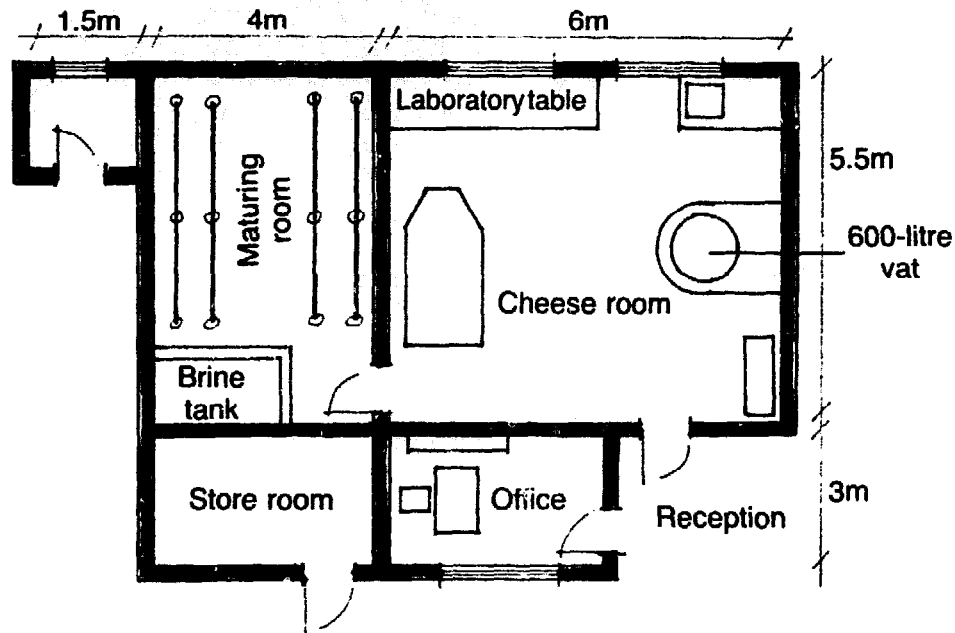 1.5m 4m 6m
Laboratory table
Maturing
room
5.5m
600-litre
vat
Cheese room
Brine
tank
Store room
Office
Reception
3m